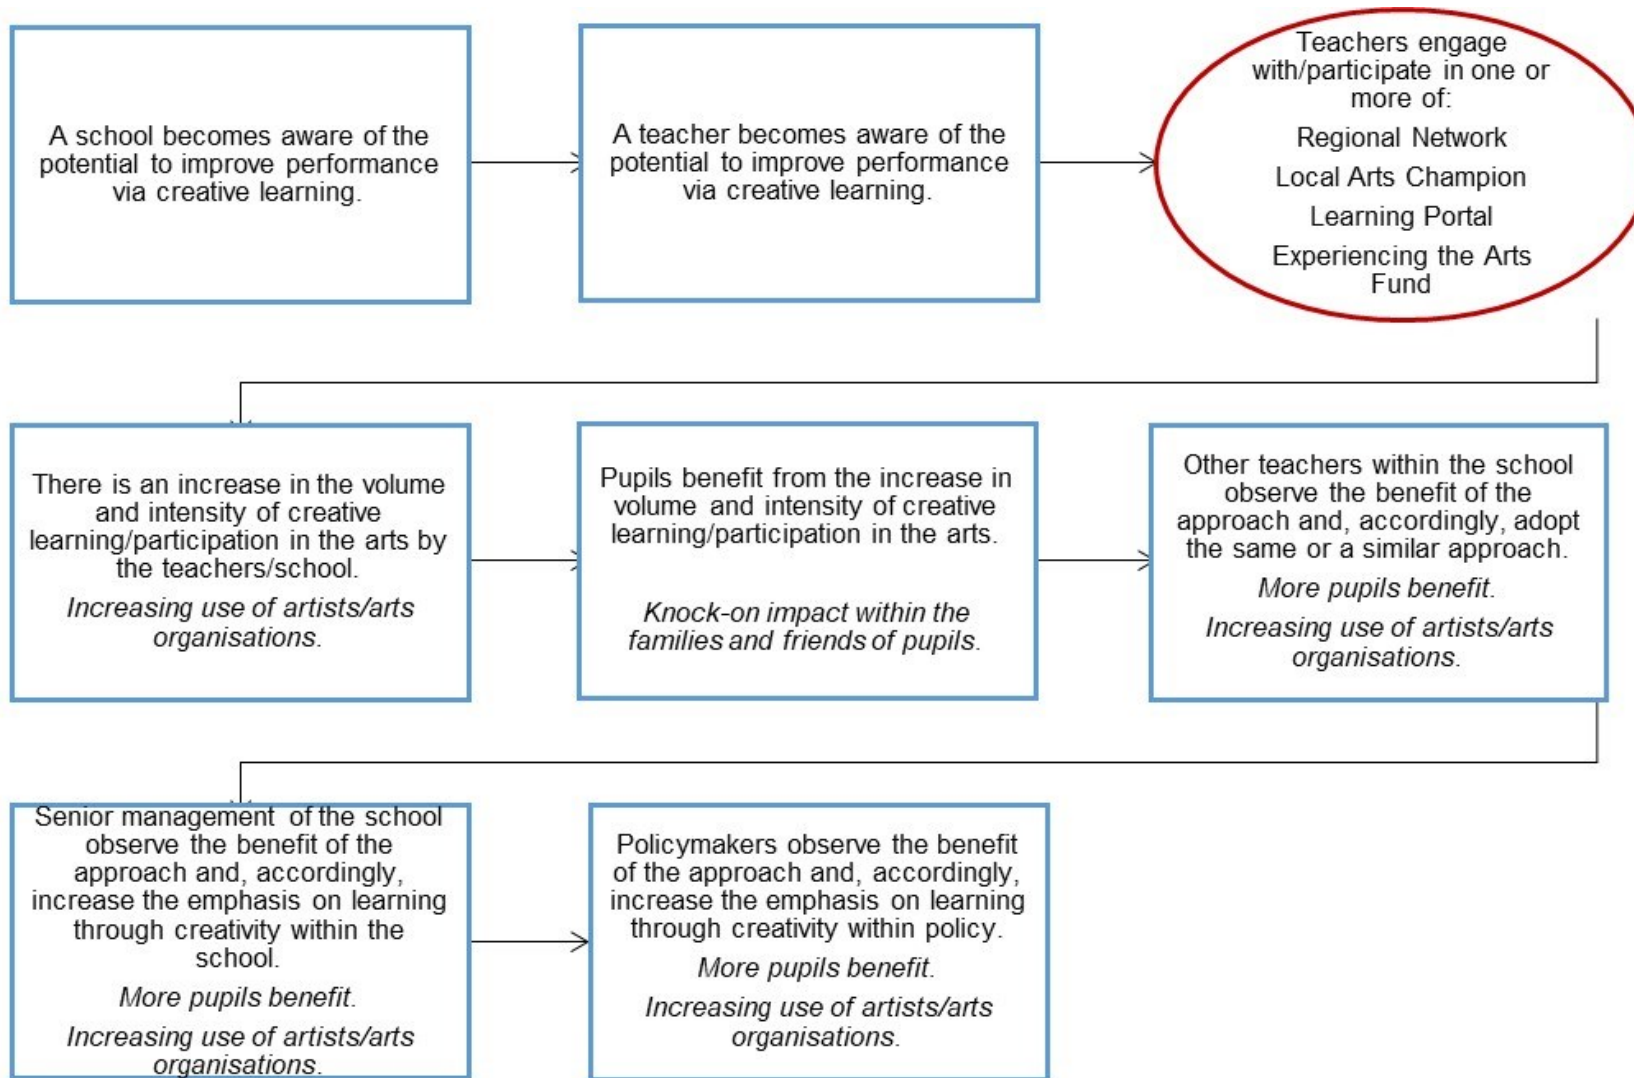 A school becomes aware of the
potential to improve performance
via creative learning.
A teacher becomes aware of the
potential to improve performance
via creative learning.
Teachers engage
with/participate in one or
more of:
Regional Network
Local Arts Champion
Learning Portal
Experiencing the Arts
Fund
There is an increase in the volume
and intensity of creative
learning/participation in the arts by
the teachers/school.
Increasing use of artists/arts
organisations.
Pupils benefit from the increase in
volume and intensity of creative
learning/participation in the arts.
Knock-on impact within the
families and friends of pupils.
Other teachers within the school
observe the benefit of the
approach and, accordingly, adopt
the same or a similar approach.
More pupils benefit.
Increasing use of artists/arts
organisations.
Senior management of the school
observe the benefit of the
approach and, accordingly,
increase the emphasis on learning
through creativity within the
school.
More pupils benefit.
Increasing use of artists/arts
organisations.
Policymakers observe the benefit
of the approach and, accordingly,
increase the emphasis on learning
through creativity within policy.
More pupils benefit.
Increasing use of artists/arts
organisations.